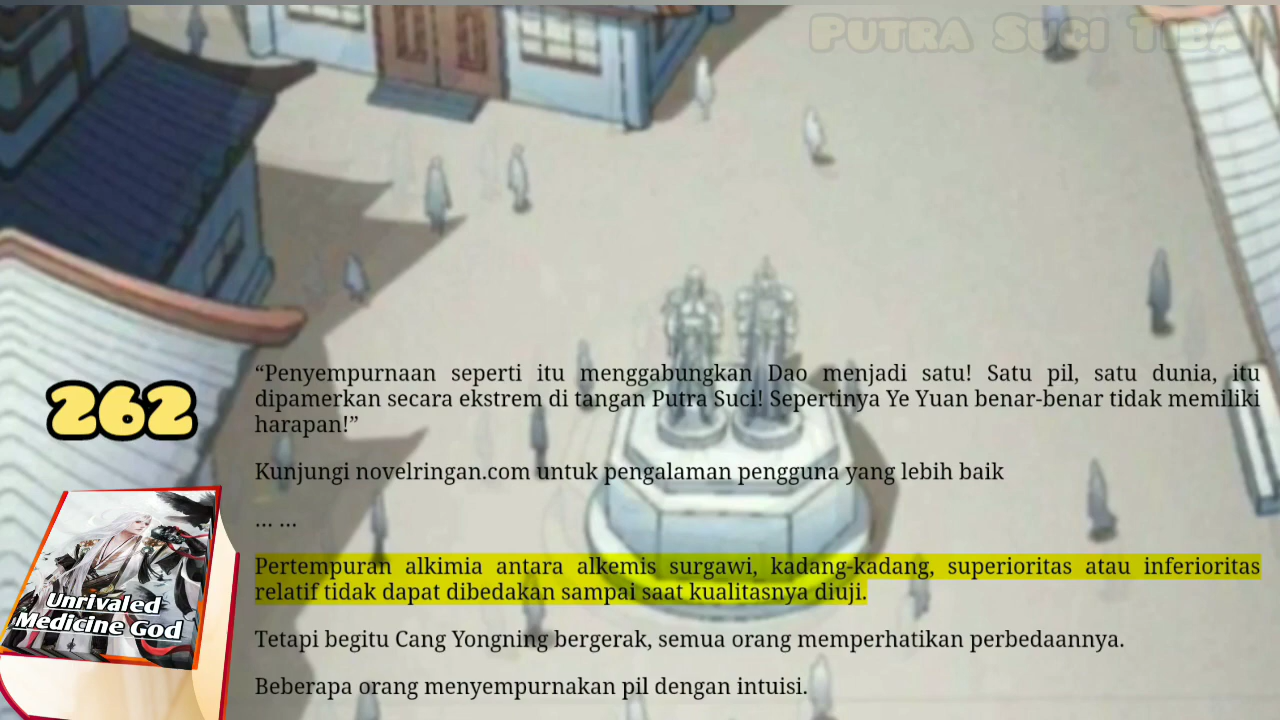 PUTRA SUCI TIBA!
“Penyempurnaan seperti itu menggabungkan Dao menjadi satu! Satu pil, satu dunia, itu
dipamerkan secara ekstrem di tangan Putra Suci! Sepertinya Ye Yuan benar-benar tidak memiliki
harapan!”
262
Kunjungi novelringan.com untuk pengalaman pengguna yang lebih baik
... ...
Pertempuran alkimia antara alkemis surgawi, kadang-kadang, superioritas atau inferioritas
relatif tidak dapat dibedakan sampai saat kualitasnya diuji.
Unrivaled
Medicine God
Tetapi begitu Cang Yongning bergerak, semua orang memperhatikan perbedaannya.
Beberapa orang menyempurnakan pil dengan intuisi.